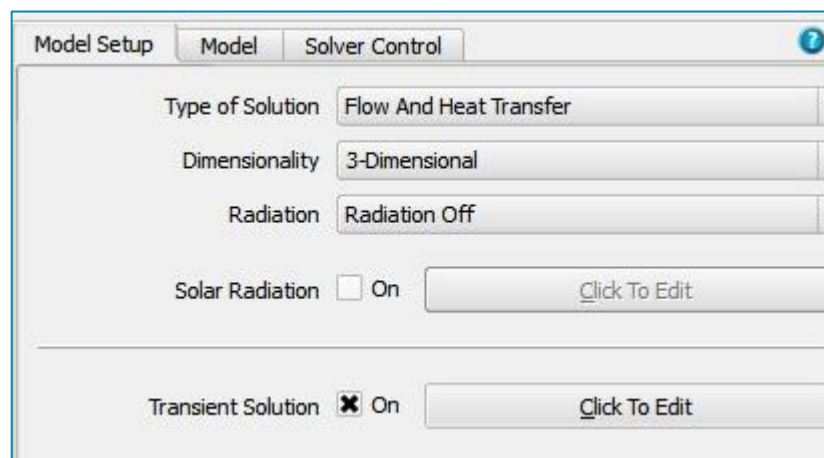 Model Setup Model Solver Control ?
Type of Solution Flow And Heat Transfer
Dimensionality 3-Dimensional
Radiation Radiation Off
Solar Radiation On Click To Edit
Transient Solution On Click To Edit